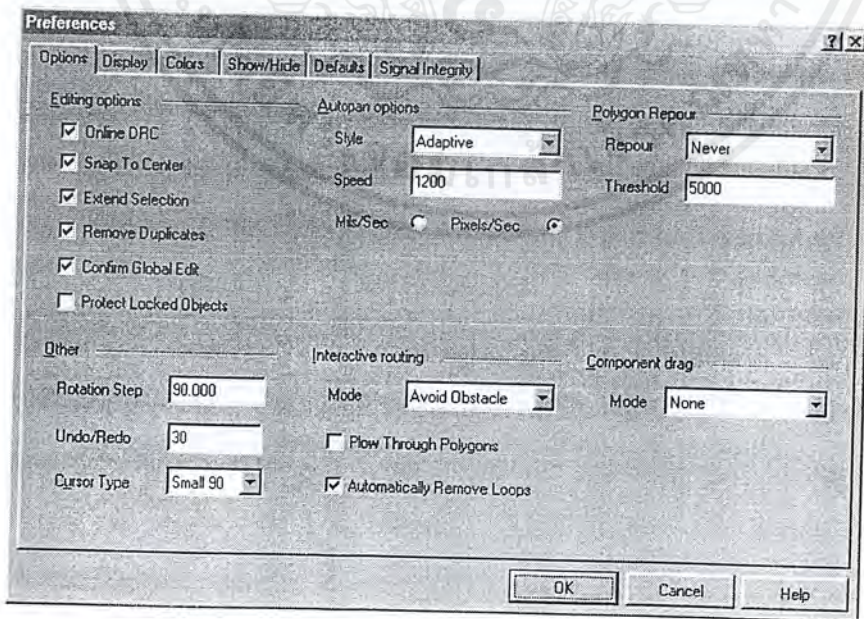 Preferences
Options Display Colors Show/Hide Defaults Signal Integrity
Editing options
Online DRC
Snap To Center
Extend Selection
Remove Duplicates
Confirm Global Edit
Protect Locked Objects
Autopan options
Style Adaptive
Speed 1200
Mils/Sec Pixels/Sec
Polygon Repour
Repour Never
Threshold 5000
Other
Rotation Step 90.000
Undo/Redo 30
Cursor Type Small 90
Interactive routing
Mode Avoid Obstacle
Plow Through Polygons
Automatically Remove Loops
Component drag
Mode None
OK Cancel Help